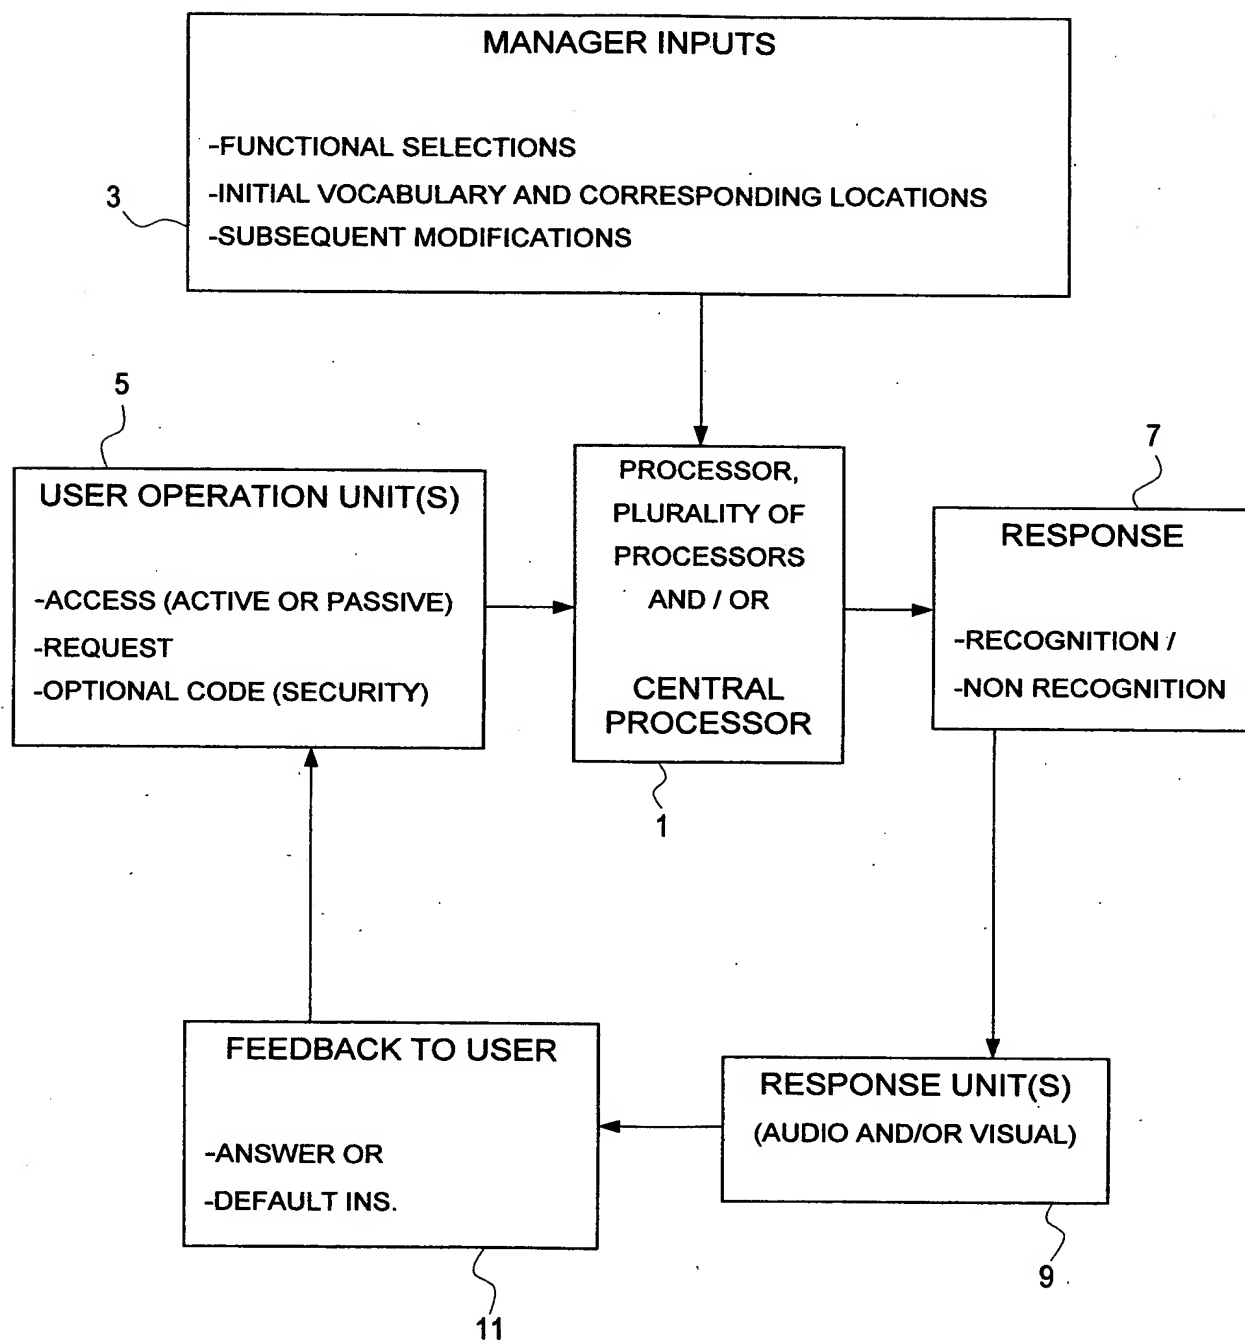 MANAGER INPUTS
-FUNCTIONAL SELECTIONS
-INITIAL VOCABULARY AND CORRESPONDING LOCATIONS
-SUBSEQUENT MODIFICATIONS
3
5
USER OPERATION UNIT(S)
-ACCESS (ACTIVE OR PASSIVE)
-REQUEST
-OPTIONAL CODE (SECURITY)
PROCESSOR,
PLURALITY OF
PROCESSORS
AND / OR
CENTRAL
PROCESSOR
1
7
RESPONSE
-RECOGNITION /
-NON RECOGNITION
FEEDBACK TO USER
-ANSWER OR
-DEFAULT INS.
11
RESPONSE UNIT(S)
(AUDIO AND/OR VISUAL)
9